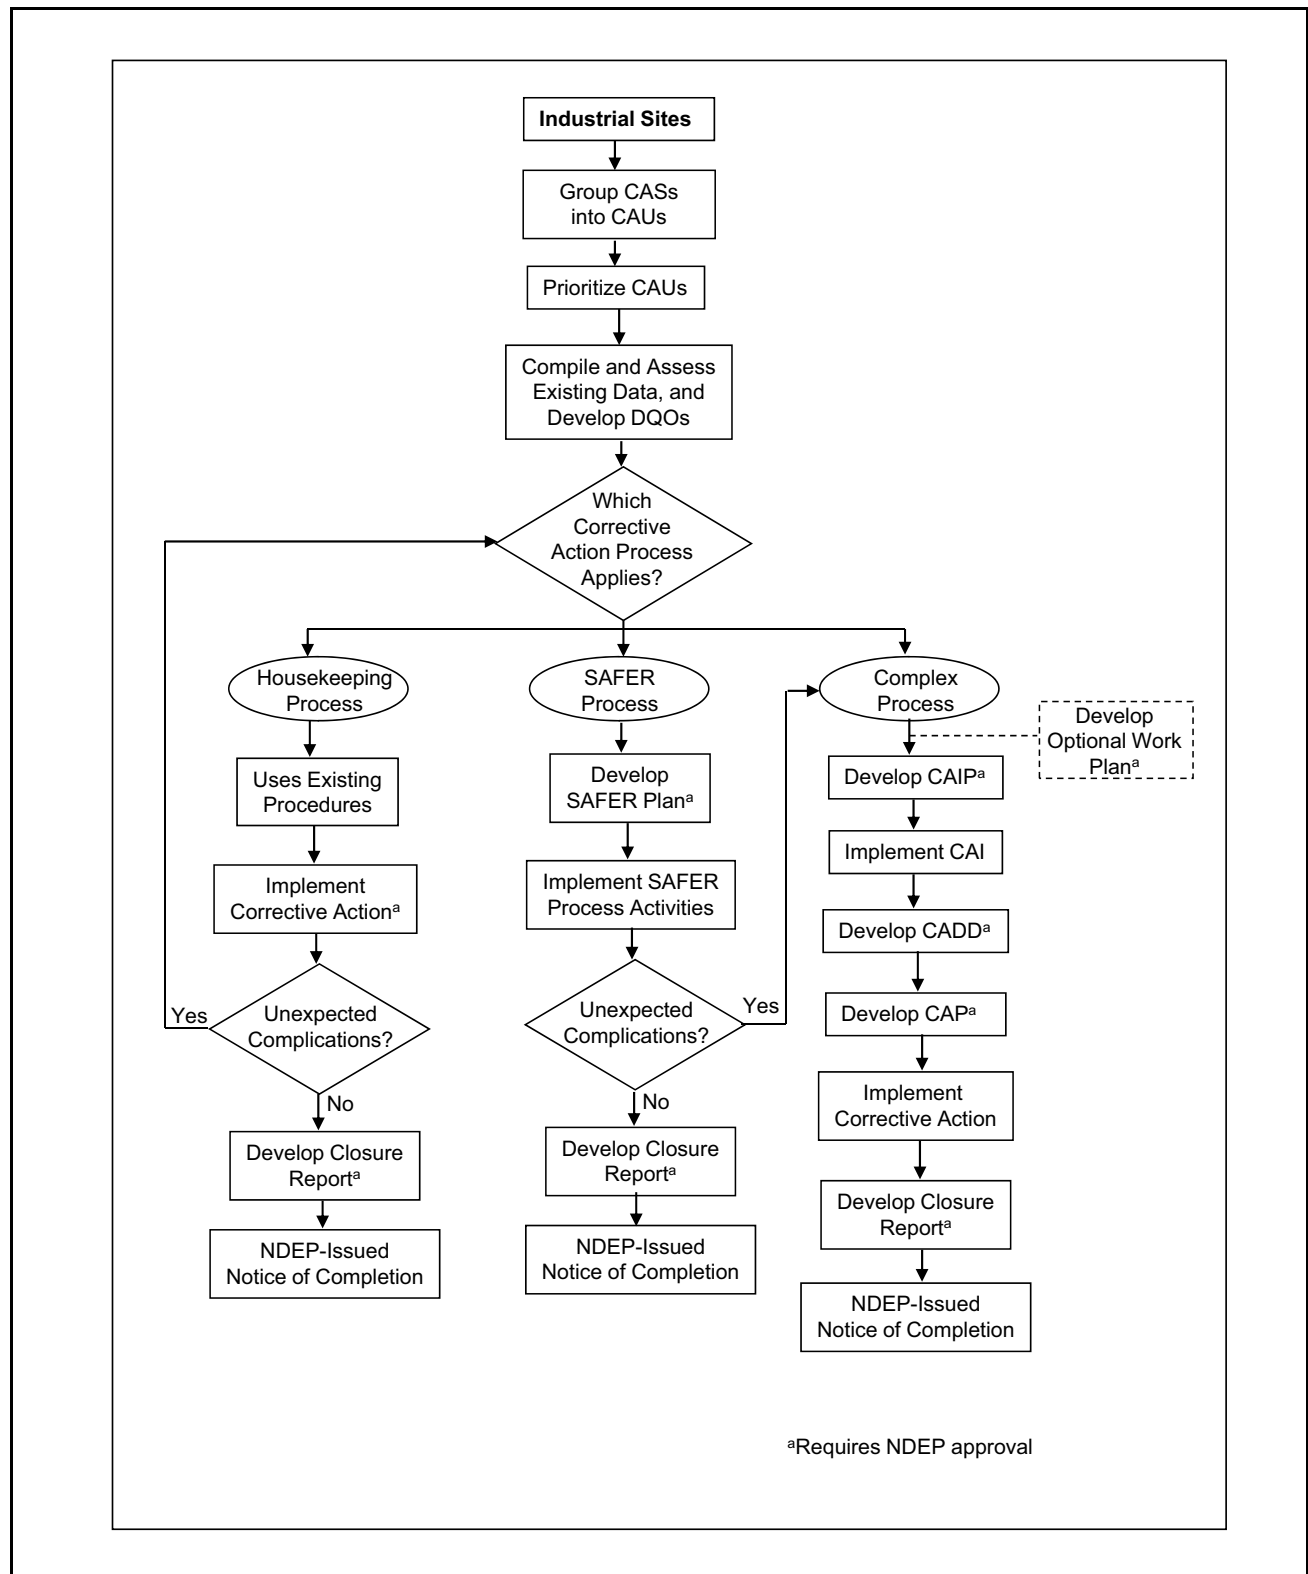 Industrial Sites
Group CASs
into CAUs
Prioritize CAUs
Compile and Assess
Existing Data, and
Develop DQOs
Which
Corrective
Action Process
Applies?
Housekeeping
Process
Uses Existing
Procedures
Implement
Corrective Actionᵃ
Unexpected
Complications?
Yes
No
Develop Closure
Reportᵃ
NDEP-Issued
Notice of Completion
SAFER
Process
Develop
SAFER Planᵃ
Implement SAFER
Process Activities
Unexpected
Complications?
Yes
No
Develop Closure
Reportᵃ
NDEP-Issued
Notice of Completion
Complex
Process
Develop
Optional Work
Planᵃ
Develop CAIPᵃ
Implement CAI
Develop CADDᵃ
Develop CAPᵃ
Implement
Corrective Action
Develop Closure
Reportᵃ
NDEP-Issued
Notice of Completion
ᵃRequires NDEP approval